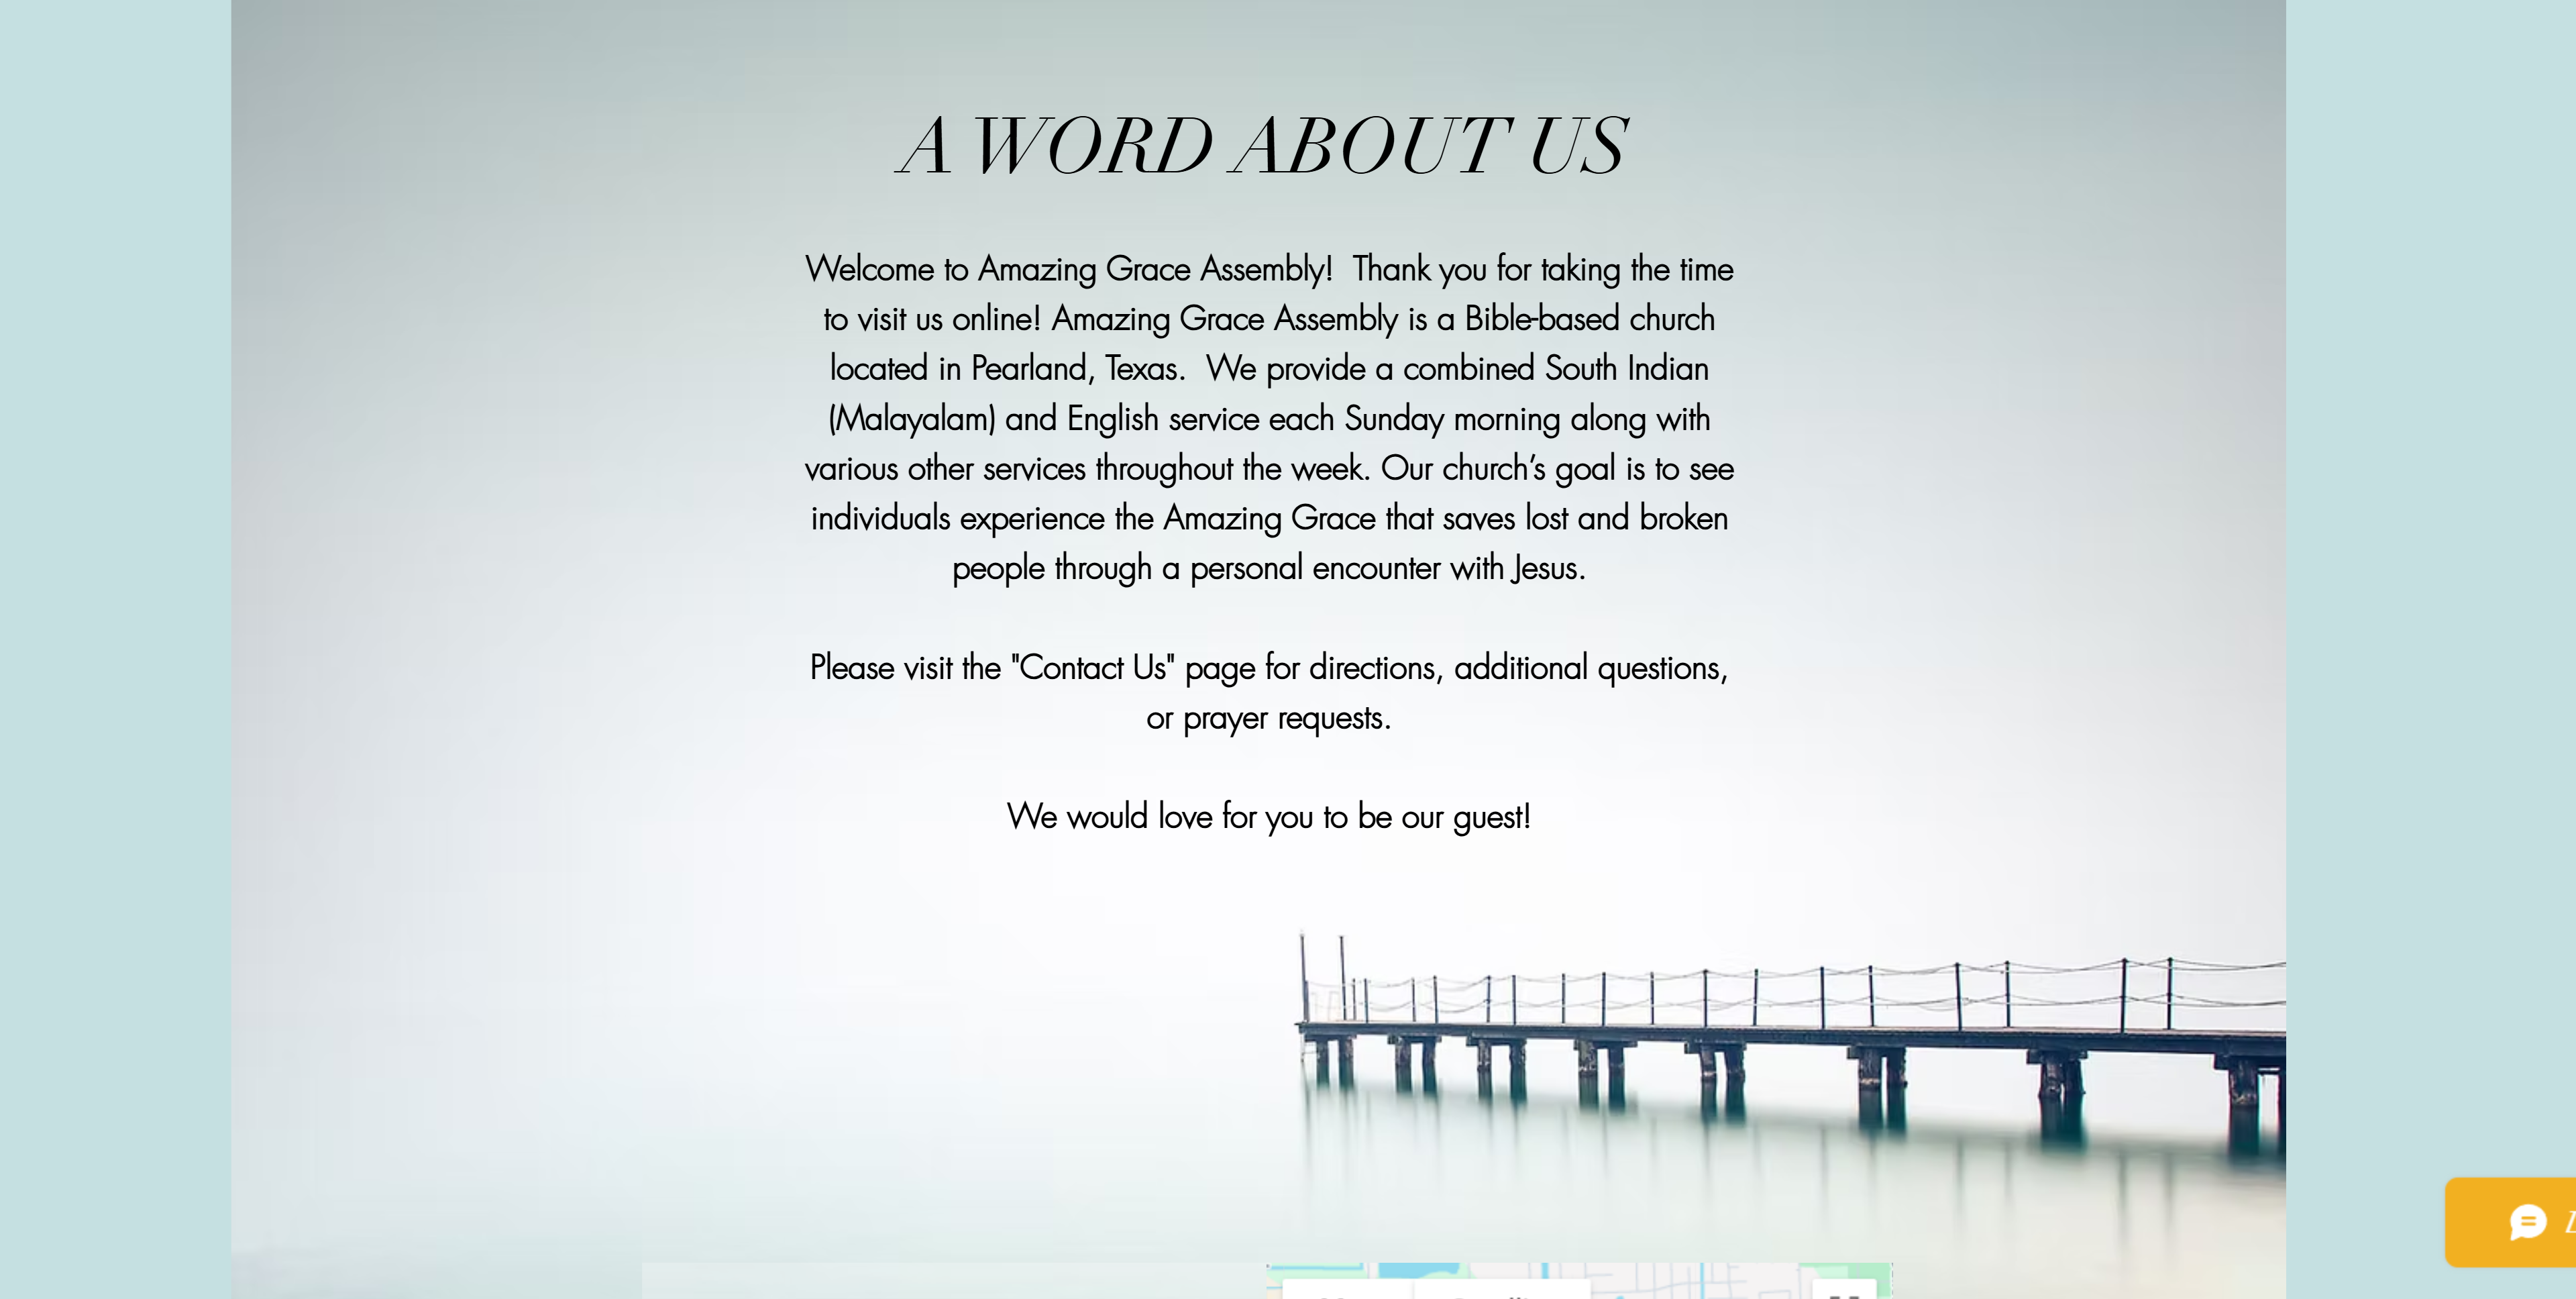 A WORD ABOUT US
Welcome to Amazing Grace Assembly!  Thank you for taking the time
to visit us online! Amazing Grace Assembly is a Bible-based church
located in Pearland, Texas.  We provide a combined South Indian
(Malayalam) and English service each Sunday morning along with
various other services throughout the week. Our church’s goal is to see
individuals experience the Amazing Grace that saves lost and broken
people through a personal encounter with Jesus.
Please visit the "Contact Us" page for directions, additional questions,
or prayer requests.
We would love for you to be our guest!